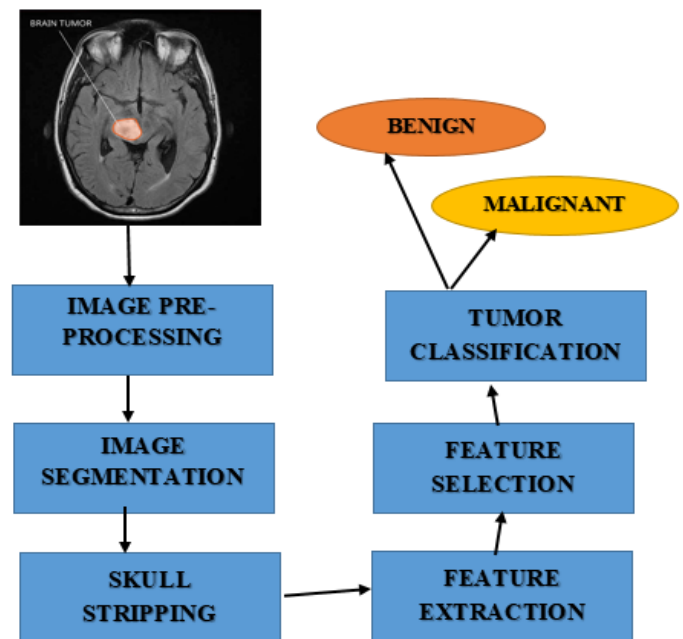 BRAIN TUMOR
IMAGE PRE-
PROCESSING
IMAGE
SEGMENTATION
SKULL
STRIPPING
FEATURE
EXTRACTION
FEATURE
SELECTION
TUMOR
CLASSIFICATION
BENIGN
MALIGNANT